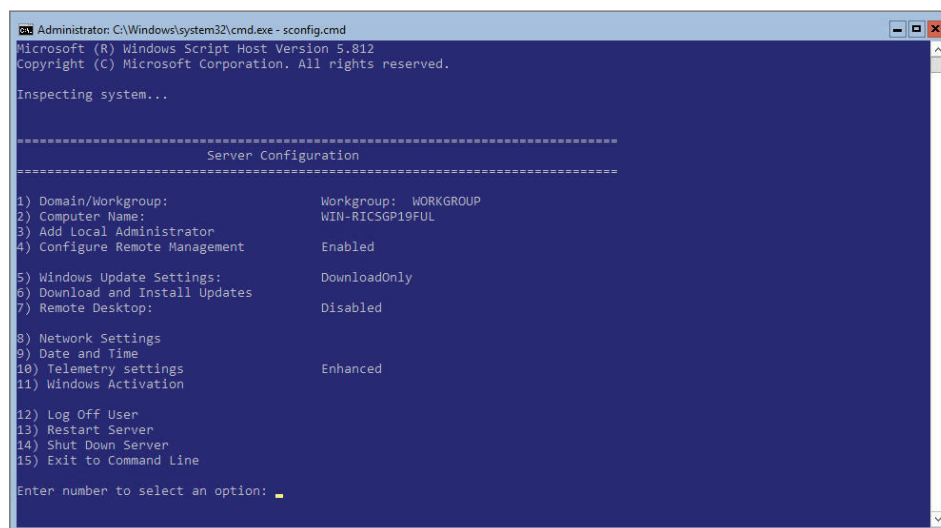 Administrator: C:\Windows\system32\cmd.exe - sconfig.cmd
Microsoft (R) Windows Script Host Version 5.812
Copyright (C) Microsoft Corporation. All rights reserved.
Inspecting system...
===============================================================================
Server Configuration
===============================================================================
1) Domain/Workgroup: Workgroup: WORKGROUP
2) Computer Name: WIN-RICSGP19FUL
3) Add Local Administrator
4) Configure Remote Management Enabled
5) Windows Update Settings: DownloadOnly
6) Download and Install Updates
7) Remote Desktop: Disabled
8) Network Settings
9) Date and Time
10) Telemetry settings Enhanced
11) Windows Activation
12) Log Off User
13) Restart Server
14) Shut Down Server
15) Exit to Command Line
Enter number to select an option: